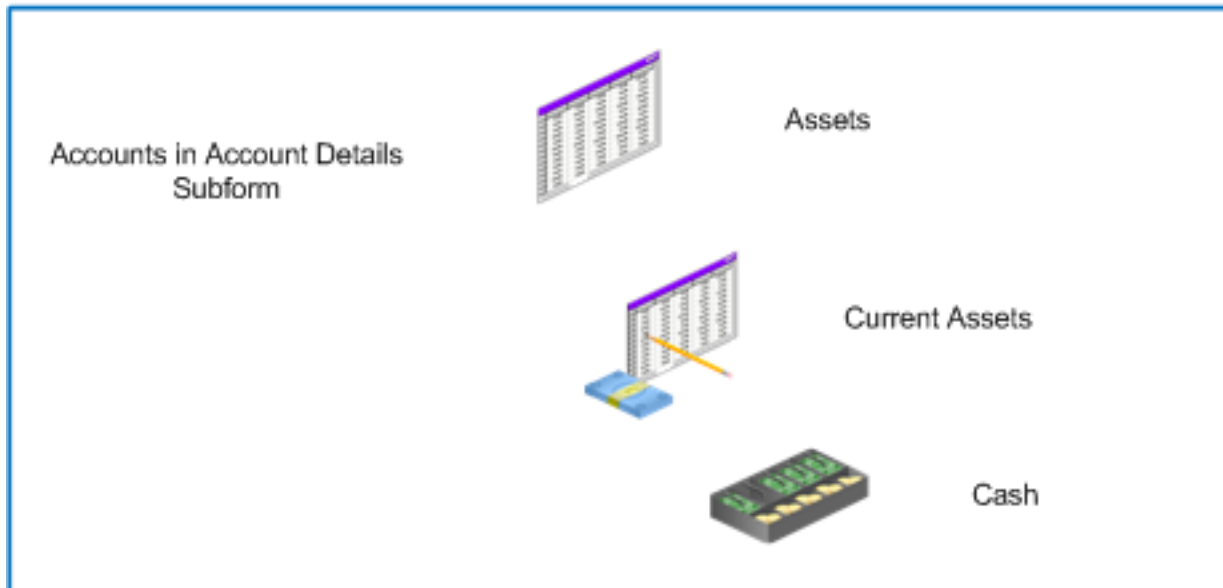 Assets
Accounts in Account Details
Subform
Current Assets
Cash